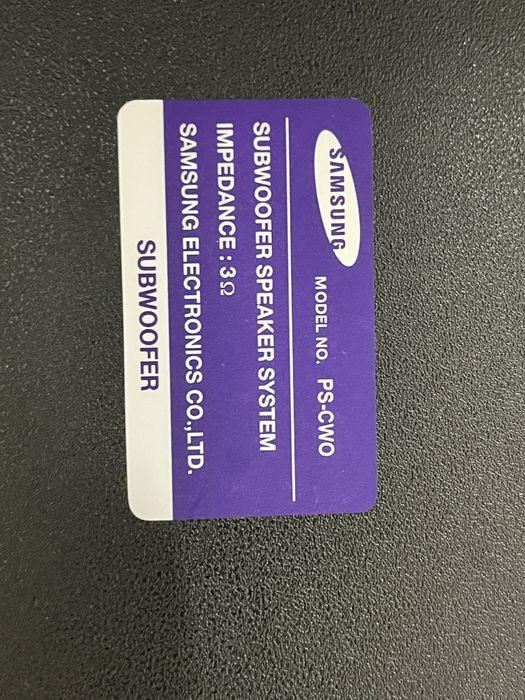 SAMSUNG
MODEL NO. PS-CWO
SUBWOOFER SPEAKER SYSTEM
IMPEDANCE : 3Ω
SAMSUNG ELECTRONICS CO.,LTD.
SUBWOOFER